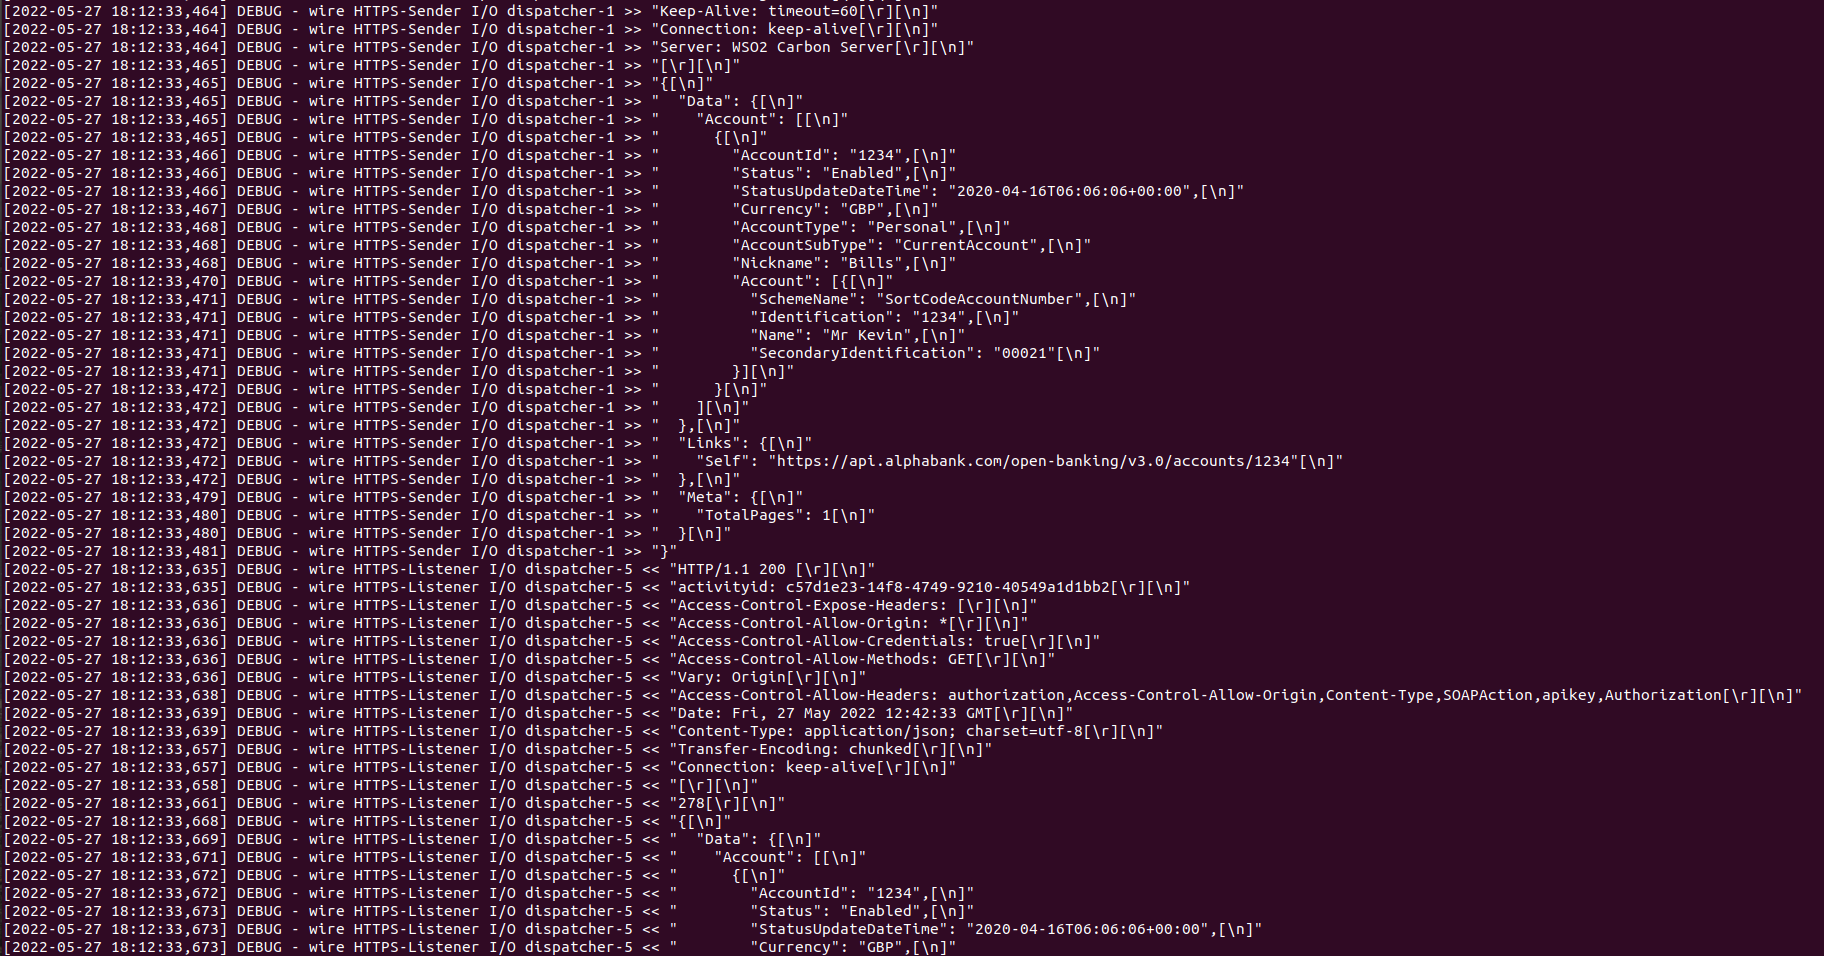 [2022-05-27 18:12:33,464] DEBUG - wire HTTPS-Sender I/O dispatcher-1 >> "Keep-Alive: timeout=60[\r][\n]"
[2022-05-27 18:12:33,464] DEBUG - wire HTTPS-Sender I/O dispatcher-1 >> "Connection: keep-alive[\r][\n]"
[2022-05-27 18:12:33,464] DEBUG - wire HTTPS-Sender I/O dispatcher-1 >> "Server: WSO2 Carbon Server[\r][\n]"
[2022-05-27 18:12:33,465] DEBUG - wire HTTPS-Sender I/O dispatcher-1 >> "[\r][\n]"
[2022-05-27 18:12:33,465] DEBUG - wire HTTPS-Sender I/O dispatcher-1 >> "{[\n]"
[2022-05-27 18:12:33,465] DEBUG - wire HTTPS-Sender I/O dispatcher-1 >> "  "Data": {[\n]"
[2022-05-27 18:12:33,465] DEBUG - wire HTTPS-Sender I/O dispatcher-1 >> "    "Account": [[\n]"
[2022-05-27 18:12:33,465] DEBUG - wire HTTPS-Sender I/O dispatcher-1 >> "      {[\n]"
[2022-05-27 18:12:33,466] DEBUG - wire HTTPS-Sender I/O dispatcher-1 >> "        "AccountId": "1234",[\n]"
[2022-05-27 18:12:33,466] DEBUG - wire HTTPS-Sender I/O dispatcher-1 >> "        "Status": "Enabled",[\n]"
[2022-05-27 18:12:33,466] DEBUG - wire HTTPS-Sender I/O dispatcher-1 >> "        "StatusUpdateDateTime": "2020-04-16T06:06:06+00:00",[\n]"
[2022-05-27 18:12:33,467] DEBUG - wire HTTPS-Sender I/O dispatcher-1 >> "        "Currency": "GBP",[\n]"
[2022-05-27 18:12:33,468] DEBUG - wire HTTPS-Sender I/O dispatcher-1 >> "        "AccountType": "Personal",[\n]"
[2022-05-27 18:12:33,468] DEBUG - wire HTTPS-Sender I/O dispatcher-1 >> "        "AccountSubType": "CurrentAccount",[\n]"
[2022-05-27 18:12:33,468] DEBUG - wire HTTPS-Sender I/O dispatcher-1 >> "        "Nickname": "Bills",[\n]"
[2022-05-27 18:12:33,470] DEBUG - wire HTTPS-Sender I/O dispatcher-1 >> "        "Account": [{[\n]"
[2022-05-27 18:12:33,471] DEBUG - wire HTTPS-Sender I/O dispatcher-1 >> "          "SchemeName": "SortCodeAccountNumber",[\n]"
[2022-05-27 18:12:33,471] DEBUG - wire HTTPS-Sender I/O dispatcher-1 >> "          "Identification": "1234",[\n]"
[2022-05-27 18:12:33,471] DEBUG - wire HTTPS-Sender I/O dispatcher-1 >> "          "Name": "Mr Kevin",[\n]"
[2022-05-27 18:12:33,471] DEBUG - wire HTTPS-Sender I/O dispatcher-1 >> "          "SecondaryIdentification": "00021"[\n]"
[2022-05-27 18:12:33,471] DEBUG - wire HTTPS-Sender I/O dispatcher-1 >> "        }][\n]"
[2022-05-27 18:12:33,472] DEBUG - wire HTTPS-Sender I/O dispatcher-1 >> "      }[\n]"
[2022-05-27 18:12:33,472] DEBUG - wire HTTPS-Sender I/O dispatcher-1 >> "    ][\n]"
[2022-05-27 18:12:33,472] DEBUG - wire HTTPS-Sender I/O dispatcher-1 >> "  },[\n]"
[2022-05-27 18:12:33,472] DEBUG - wire HTTPS-Sender I/O dispatcher-1 >> "  "Links": {[\n]"
[2022-05-27 18:12:33,472] DEBUG - wire HTTPS-Sender I/O dispatcher-1 >> "    "Self": "https://api.alphabank.com/open-banking/v3.0/accounts/1234"[\n]"
[2022-05-27 18:12:33,472] DEBUG - wire HTTPS-Sender I/O dispatcher-1 >> "  },[\n]"
[2022-05-27 18:12:33,479] DEBUG - wire HTTPS-Sender I/O dispatcher-1 >> "  "Meta": {[\n]"
[2022-05-27 18:12:33,480] DEBUG - wire HTTPS-Sender I/O dispatcher-1 >> "    "TotalPages": 1[\n]"
[2022-05-27 18:12:33,480] DEBUG - wire HTTPS-Sender I/O dispatcher-1 >> "  }[\n]"
[2022-05-27 18:12:33,481] DEBUG - wire HTTPS-Sender I/O dispatcher-1 >> "}"
[2022-05-27 18:12:33,635] DEBUG - wire HTTPS-Listener I/O dispatcher-5 << "HTTP/1.1 200 [\r][\n]"
[2022-05-27 18:12:33,635] DEBUG - wire HTTPS-Listener I/O dispatcher-5 << "activityid: c57d1e23-14f8-4749-9210-40549a1d1bb2[\r][\n]"
[2022-05-27 18:12:33,636] DEBUG - wire HTTPS-Listener I/O dispatcher-5 << "Access-Control-Expose-Headers: [\r][\n]"
[2022-05-27 18:12:33,636] DEBUG - wire HTTPS-Listener I/O dispatcher-5 << "Access-Control-Allow-Origin: *[\r][\n]"
[2022-05-27 18:12:33,636] DEBUG - wire HTTPS-Listener I/O dispatcher-5 << "Access-Control-Allow-Credentials: true[\r][\n]"
[2022-05-27 18:12:33,636] DEBUG - wire HTTPS-Listener I/O dispatcher-5 << "Access-Control-Allow-Methods: GET[\r][\n]"
[2022-05-27 18:12:33,636] DEBUG - wire HTTPS-Listener I/O dispatcher-5 << "Vary: Origin[\r][\n]"
[2022-05-27 18:12:33,638] DEBUG - wire HTTPS-Listener I/O dispatcher-5 << "Access-Control-Allow-Headers: authorization,Access-Control-Allow-Origin,Content-Type,SOAPAction,apikey,Authorization[\r][\n]"
[2022-05-27 18:12:33,639] DEBUG - wire HTTPS-Listener I/O dispatcher-5 << "Date: Fri, 27 May 2022 12:42:33 GMT[\r][\n]"
[2022-05-27 18:12:33,639] DEBUG - wire HTTPS-Listener I/O dispatcher-5 << "Content-Type: application/json; charset=utf-8[\r][\n]"
[2022-05-27 18:12:33,657] DEBUG - wire HTTPS-Listener I/O dispatcher-5 << "Transfer-Encoding: chunked[\r][\n]"
[2022-05-27 18:12:33,657] DEBUG - wire HTTPS-Listener I/O dispatcher-5 << "Connection: keep-alive[\r][\n]"
[2022-05-27 18:12:33,658] DEBUG - wire HTTPS-Listener I/O dispatcher-5 << "[\r][\n]"
[2022-05-27 18:12:33,661] DEBUG - wire HTTPS-Listener I/O dispatcher-5 << "278[\r][\n]"
[2022-05-27 18:12:33,668] DEBUG - wire HTTPS-Listener I/O dispatcher-5 << "{[\n]"
[2022-05-27 18:12:33,669] DEBUG - wire HTTPS-Listener I/O dispatcher-5 << "  "Data": {[\n]"
[2022-05-27 18:12:33,671] DEBUG - wire HTTPS-Listener I/O dispatcher-5 << "    "Account": [[\n]"
[2022-05-27 18:12:33,672] DEBUG - wire HTTPS-Listener I/O dispatcher-5 << "      {[\n]"
[2022-05-27 18:12:33,672] DEBUG - wire HTTPS-Listener I/O dispatcher-5 << "        "AccountId": "1234",[\n]"
[2022-05-27 18:12:33,673] DEBUG - wire HTTPS-Listener I/O dispatcher-5 << "        "Status": "Enabled",[\n]"
[2022-05-27 18:12:33,673] DEBUG - wire HTTPS-Listener I/O dispatcher-5 << "        "StatusUpdateDateTime": "2020-04-16T06:06:06+00:00",[\n]"
[2022-05-27 18:12:33,673] DEBUG - wire HTTPS-Listener I/O dispatcher-5 << "        "Currency": "GBP",[\n]"